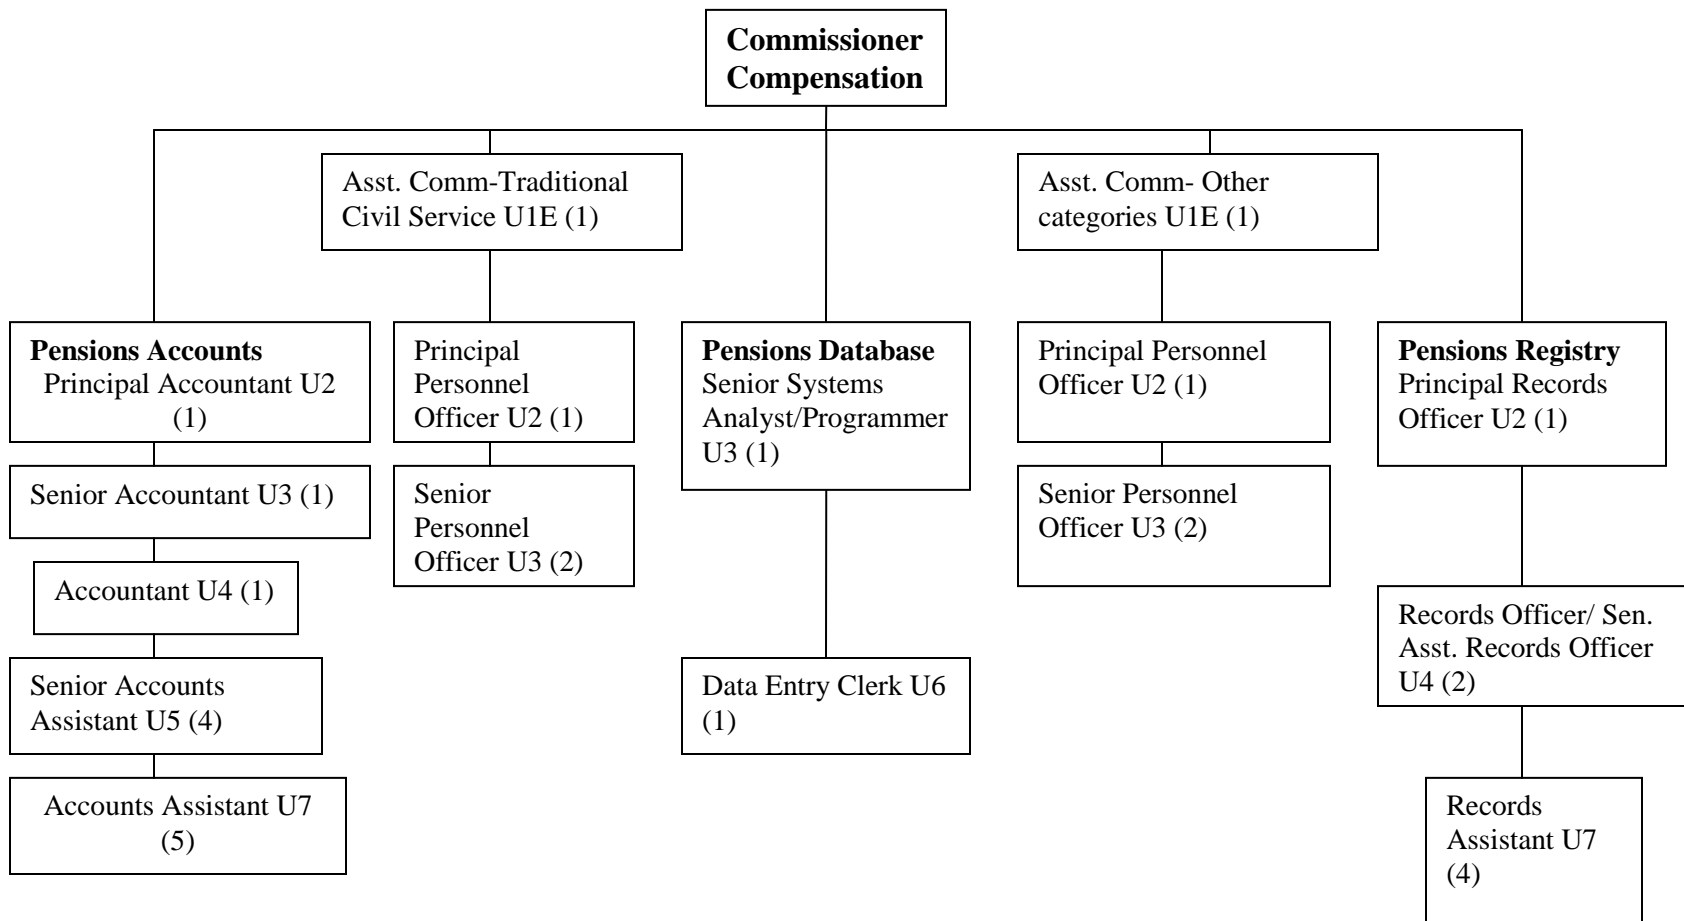 Commissioner
Compensation
Asst. Comm-Traditional
Civil Service U1E (1)
Asst. Comm- Other
categories U1E (1)
Pensions Accounts
Principal Accountant U2
(1)
Principal
Personnel
Officer U2 (1)
Pensions Database
Senior Systems
Analyst/Programmer
U3 (1)
Principal Personnel
Officer U2 (1)
Pensions Registry
Principal Records
Officer U2 (1)
Senior Accountant U3 (1)
Senior
Personnel
Officer U3 (2)
Senior Personnel
Officer U3 (2)
Accountant U4 (1)
Records Officer/ Sen.
Asst. Records Officer
U4 (2)
Senior Accounts
Assistant U5 (4)
Data Entry Clerk U6
(1)
Accounts Assistant U7
(5)
Records
Assistant U7
(4)